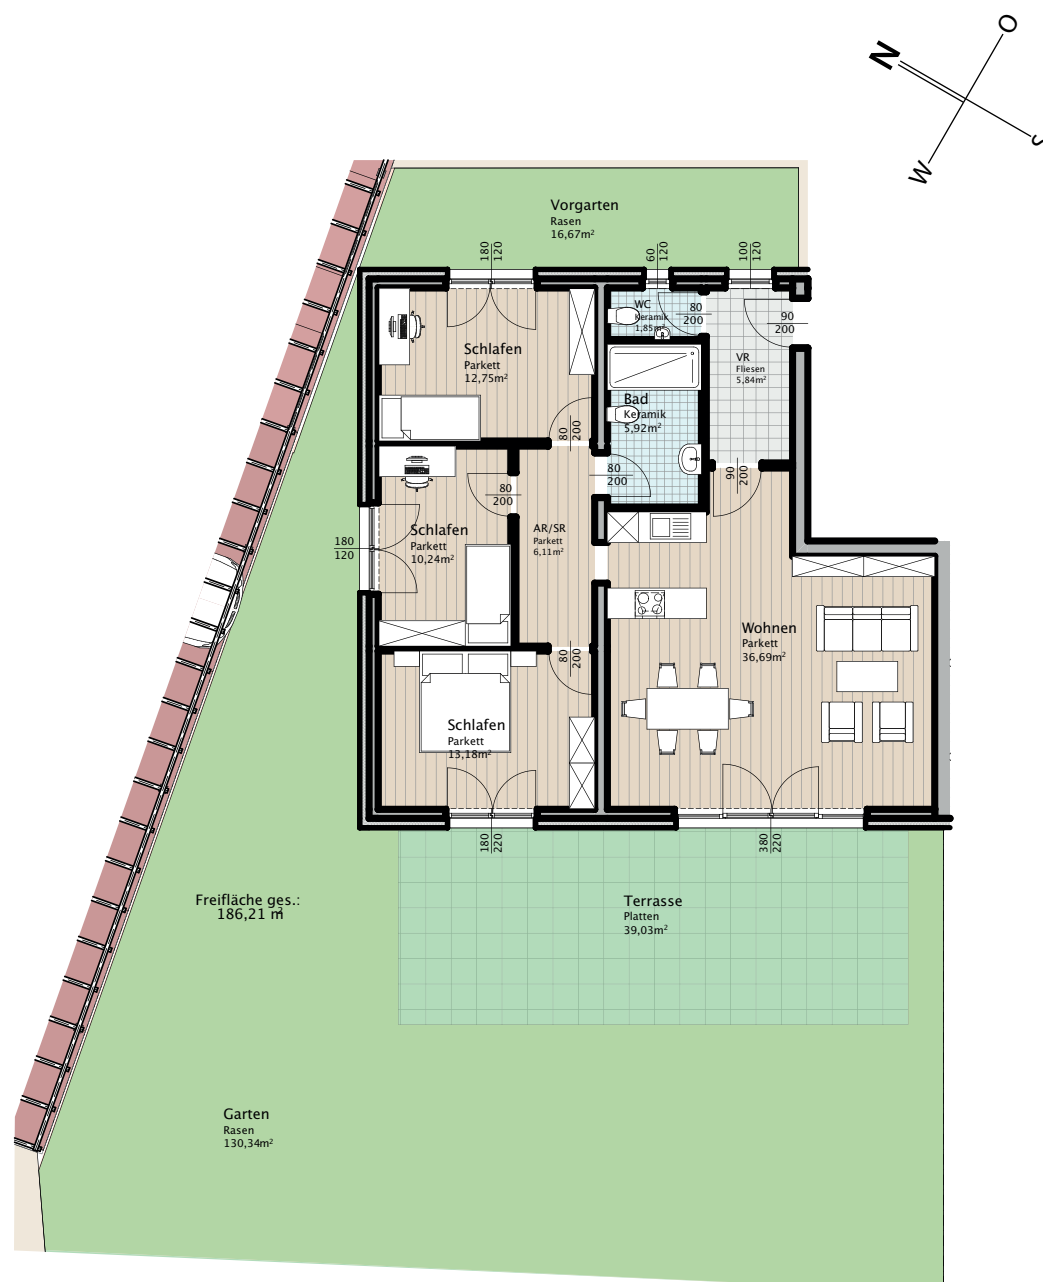 O
N
S
W
Vorgarten
Rasen
16,67m²
180
120
60
120
100
120
WC
Keramik
1,85m²
80
200
90
200
Schlafen
Parkett
12,75m²
VR
Fliesen
5,84m²
Bad
Keramik
5,92m²
80
200
80
200
90
200
80
200
Schlafen
Parkett
10,24m²
AR/SR
Parkett
6,11m²
180
120
Wohnen
Parkett
36,69m²
80
200
Schlafen
Parkett
13,18m²
180
220
380
220
Freifläche ges.:
186,21 m²
Terrasse
Platten
39,03m²
Garten
Rasen
130,34m²